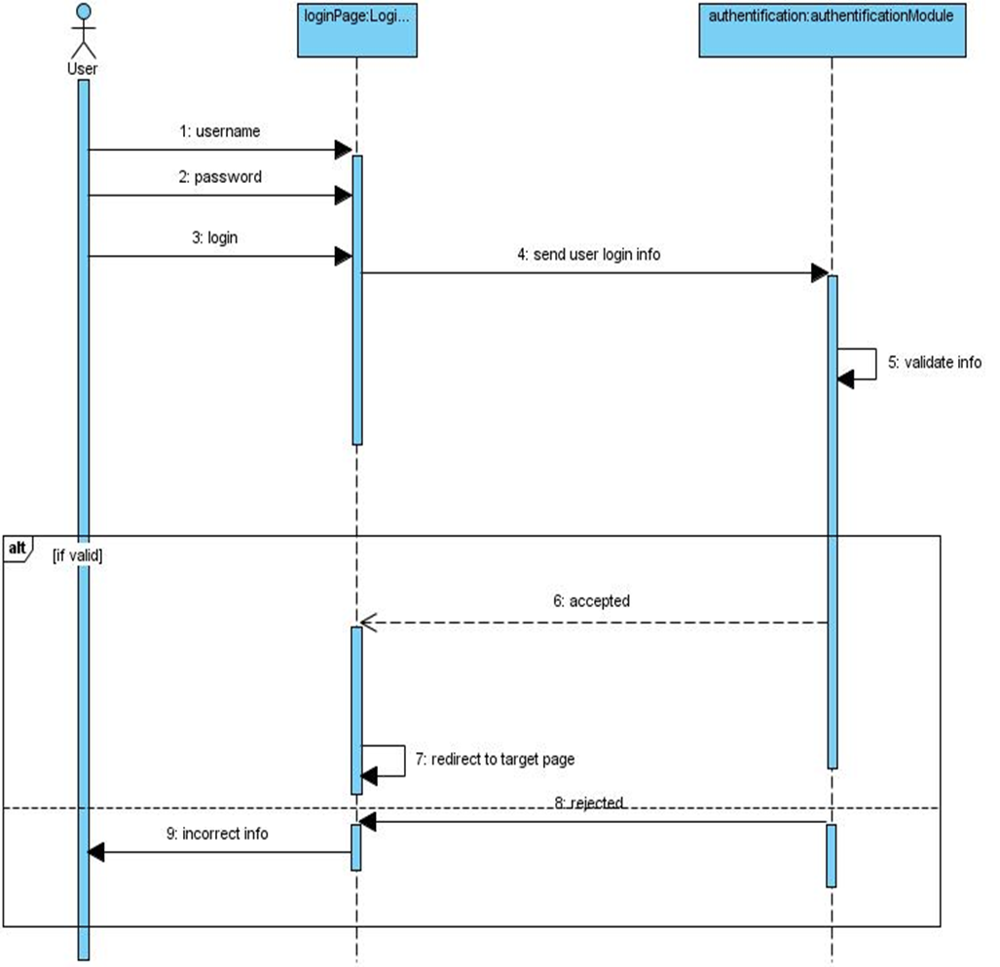 loginPage:Logi...
authentification:authentificationModule
User
1: username
2: password
3: login
4: send user login info
5: validate info
alt
[if valid]
6: accepted
7: redirect to target page
8: rejected
9: incorrect info